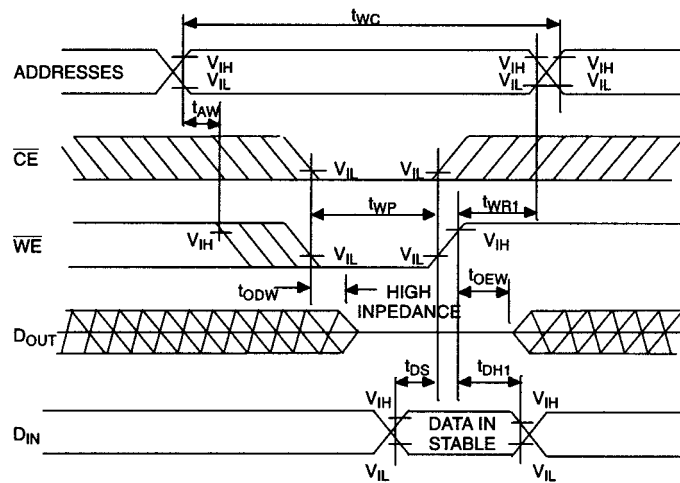 tWC
ADDRESSES
VIH
VIL
VIH
VIL
VIH
VIL
tAW
CE
VIL
VIL
tWP
tWR1
WE
VIH
VIL
VIL
VIH
tODW
HIGH
INPEDANCE
tOEW
DOUT
tDS
tDH1
VIH
VIH
DIN
DATA IN
STABLE
VIL
VIL